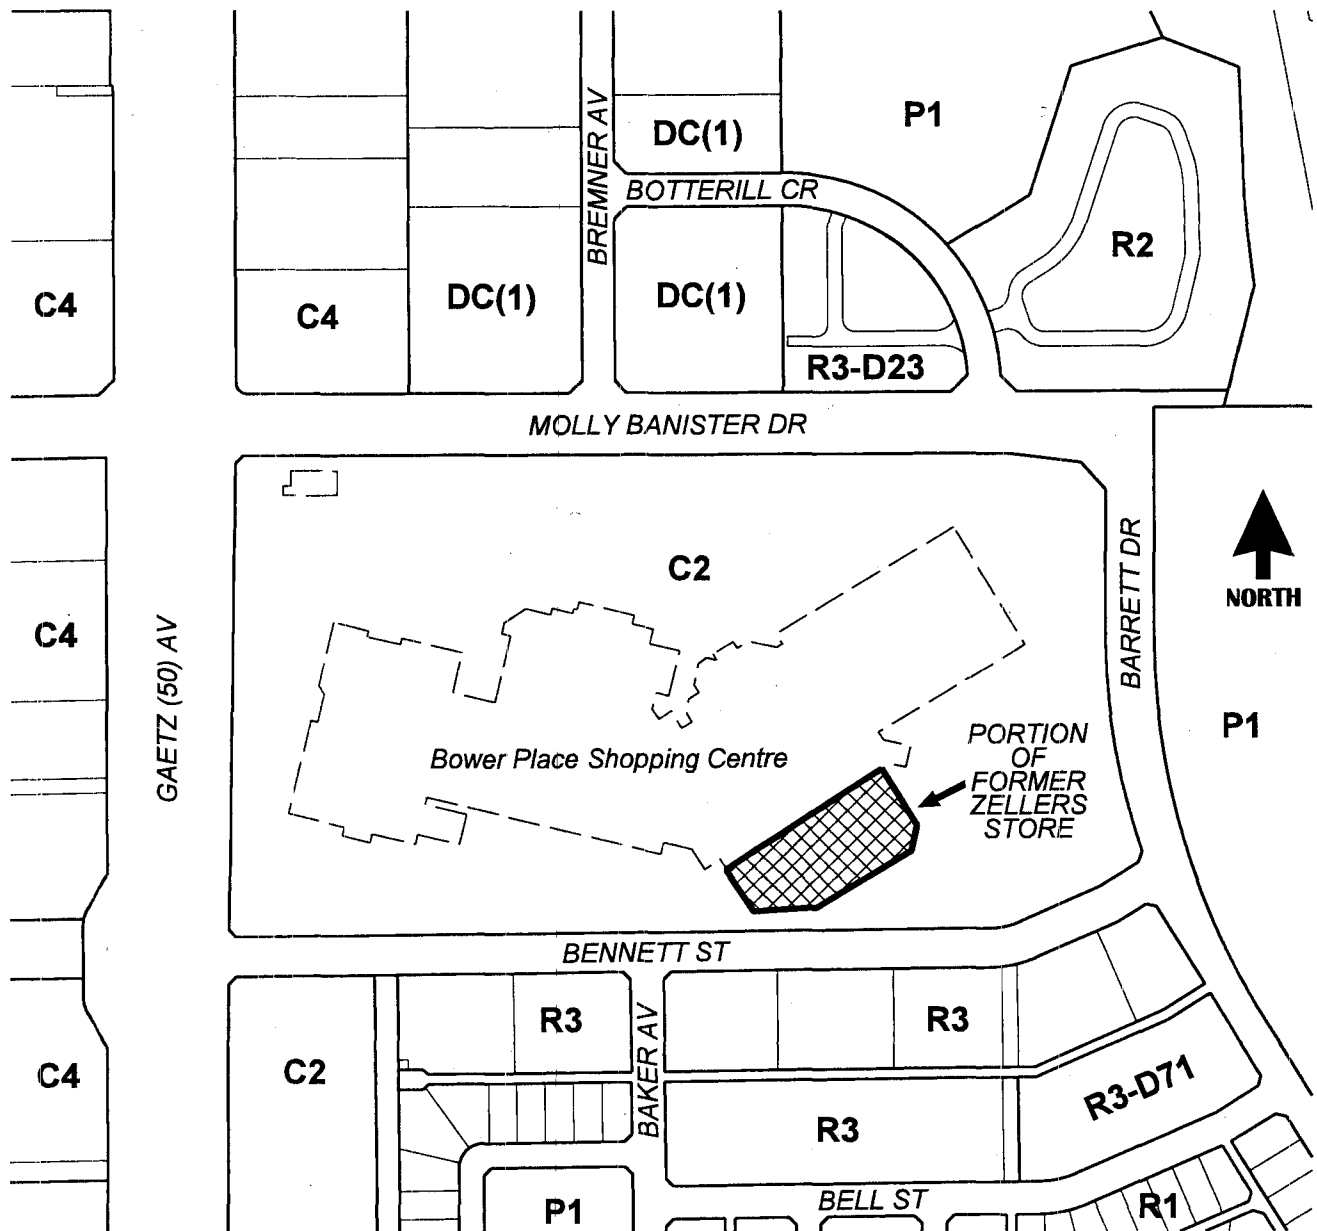 P1
DC(1)
BREMNER AV
BOTTERILL CR
R2
C4
C4
DC(1)
DC(1)
R3-D23
MOLLY BANISTER DR
C2
BARRETT DR
NORTH
C4
GAETZ (50) AV
Bower Place Shopping Centre
PORTION
OF
FORMER
ZELLERS
STORE
P1
BENNETT ST
R3
BAKER AV
R3
C4
C2
R3-D71
R3
BELL ST
P1
R1